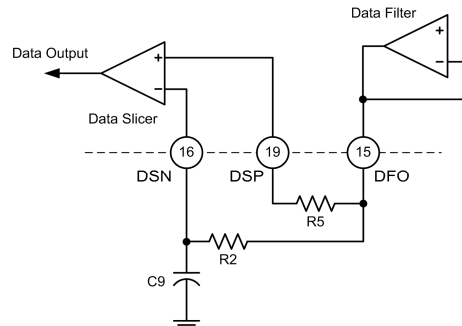 Data Filter
Data Output
+
-
+
-
Data Slicer
16
19
15
DSN
DSP
DFO
R5
R2
C9